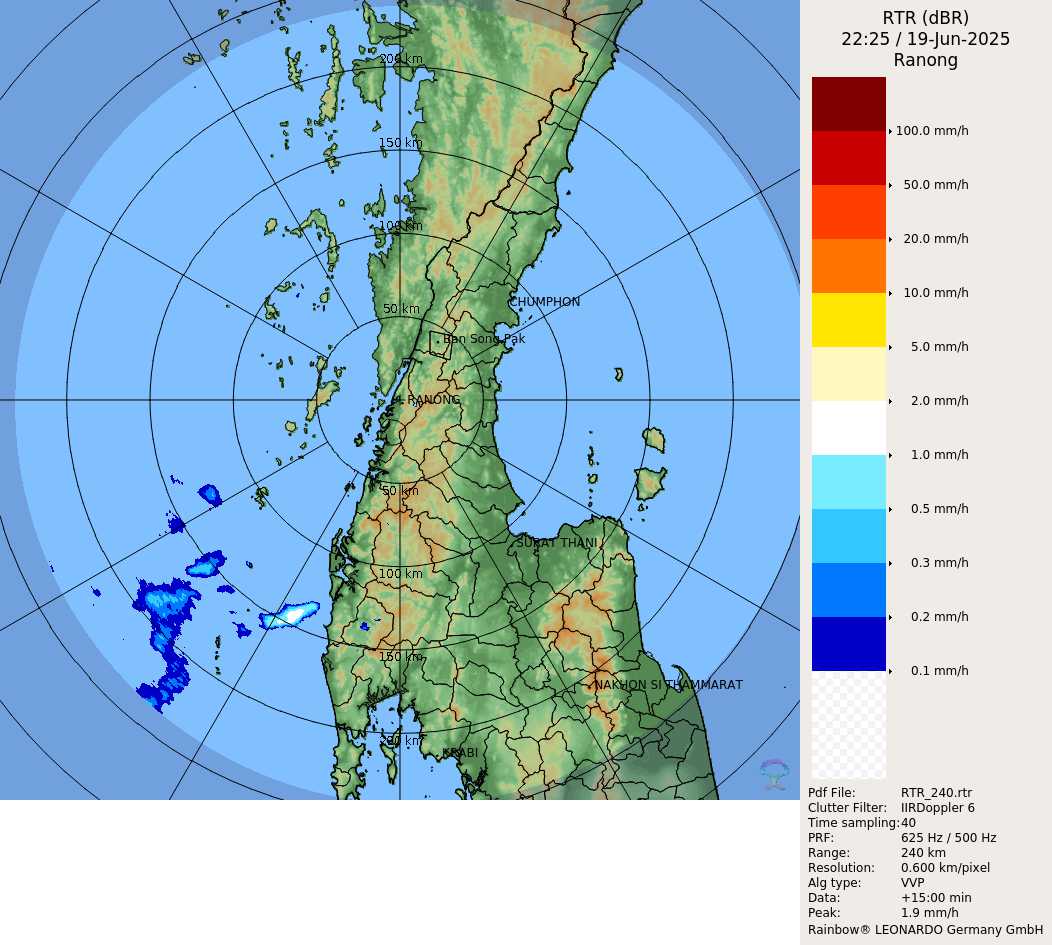 RTR (dBR)
22:25 / 19-Jun-2025
Ranong
200 km
150 km
100 km
50 km
CHUMPHON
Ban Song Pak
RANONG
50 km
SURAT THANI
100 km
150 km
NAKHON SI THAMMARAT
200 km
KRABI
100.0 mm/h
50.0 mm/h
20.0 mm/h
10.0 mm/h
5.0 mm/h
2.0 mm/h
1.0 mm/h
0.5 mm/h
0.3 mm/h
0.2 mm/h
0.1 mm/h
Pdf File: RTR_240.rtr
Clutter Filter: IIRDoppler 6
Time sampling:40
PRF: 625 Hz / 500 Hz
Range: 240 km
Resolution: 0.600 km/pixel
Alg type: VVP
Data: +15:00 min
Peak: 1.9 mm/h
Rainbow® LEONARDO Germany GmbH